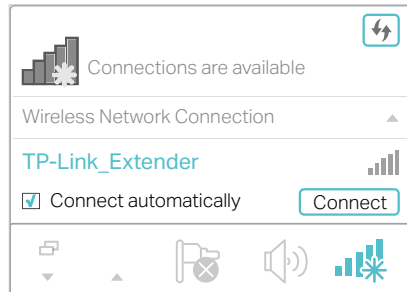 Connections are available
Wireless Network Connection
TP-Link_Extender
Connect automatically
Connect